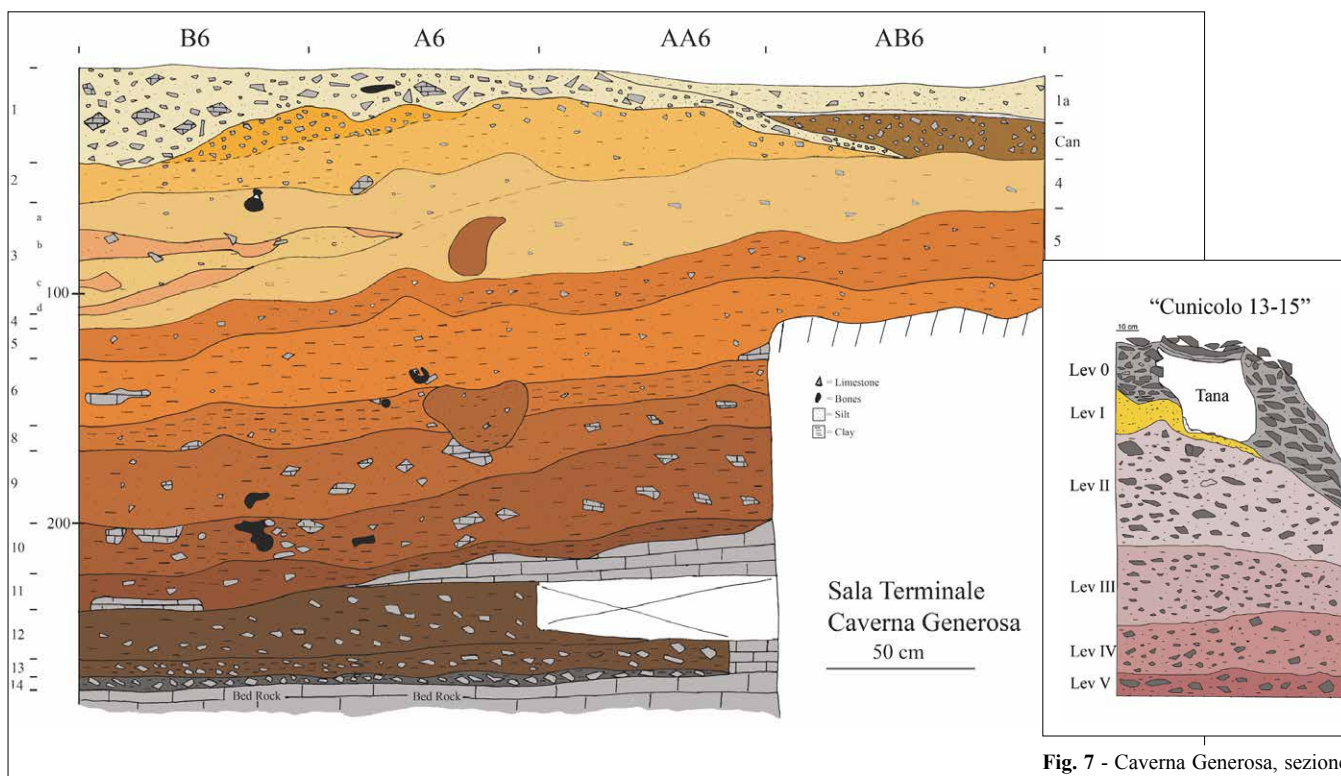 B6 A6 AA6 AB6
1
2
a
b
3
c
d
100
4
5
6
8
9
200
10
11
12
13
14
c
1a
Can
4
5
Bed Rock Bed Rock
= Limestone
= Bones
= Silt
= Clay
Sala Terminale
Caverna Generosa
50 cm
“Cunicolo 13-15”
10 cm
Lev 0
Tana
Lev I
Lev II
Lev III
Lev IV
Lev V
Fig. 7 - Caverna Generosa, sezione